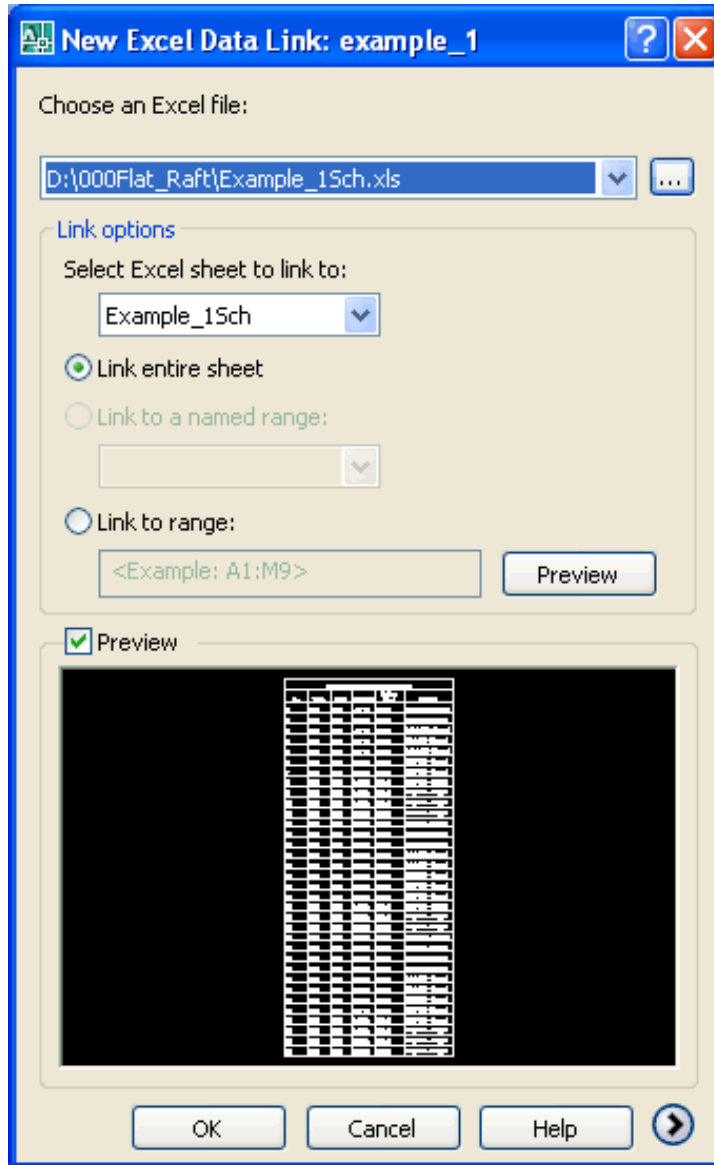 New Excel Data Link: example_1
Choose an Excel file:
D:\000Flat_Raft\Example_1Sch.xls
...
Link options
Select Excel sheet to link to:
Example_1Sch
Link entire sheet
Link to a named range:
Link to range:
<Example: A1:M9>
Preview
Preview
OK
Cancel
Help